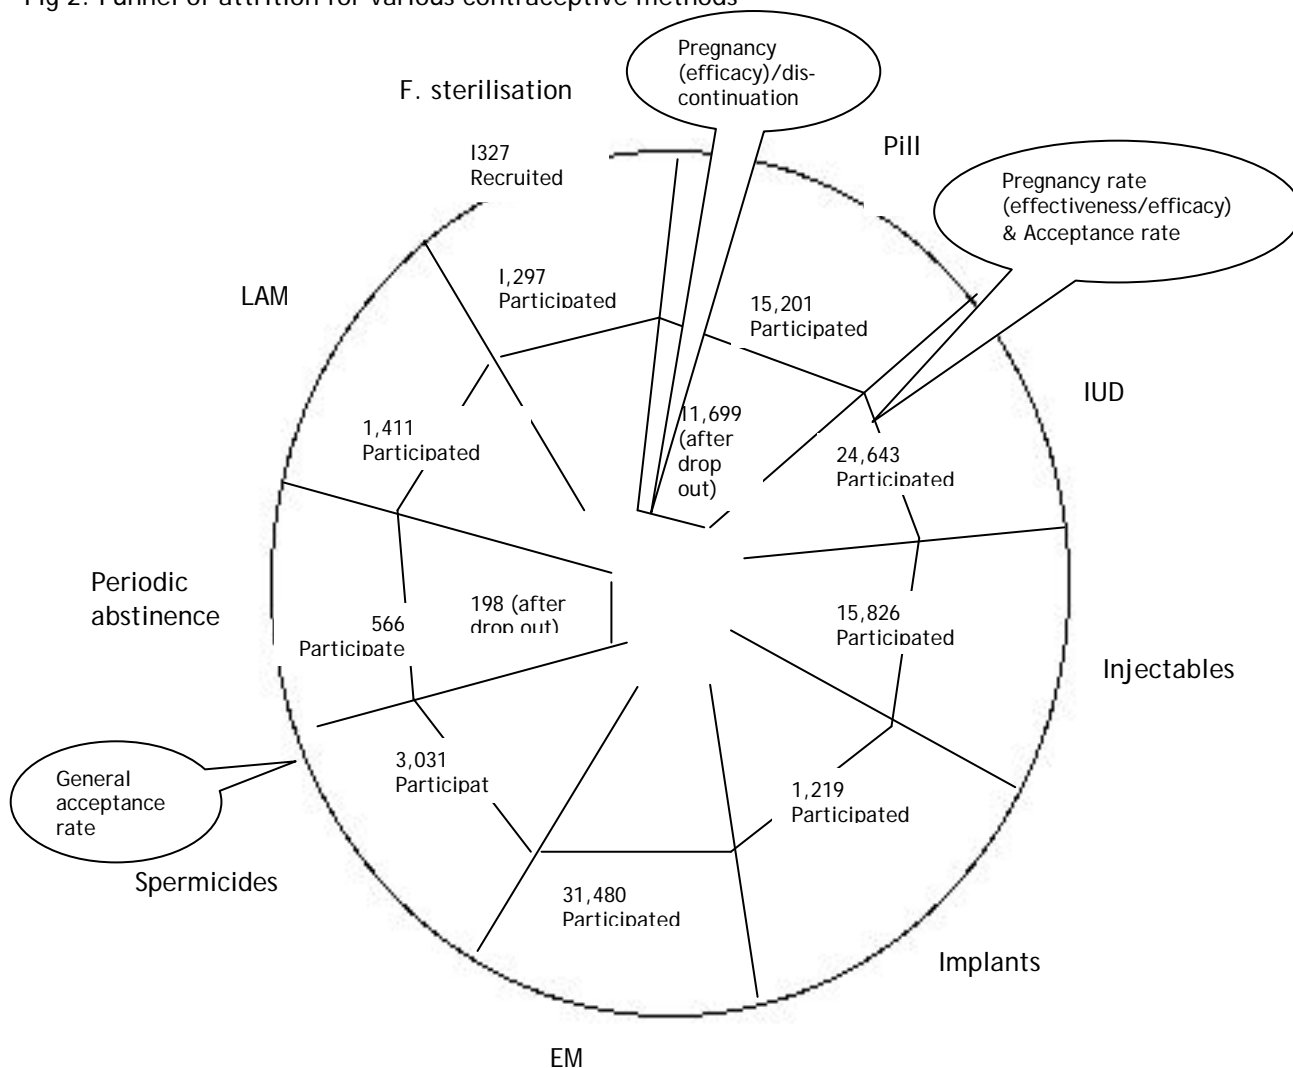 Fig 2: Funnel of attrition for various contraceptive methods
Pregnancy
(efficacy)/dis-
continuation
F. sterilisation
Pill
I327
Recruited
Pregnancy rate
(effectiveness/efficacy)
& Acceptance rate
LAM
I,297
Participated
15,201
Participated
IUD
11,699
(after
drop
out)
1,411
Participated
24,643
Participated
Periodic
abstinence
198 (after
drop out)
566
Participate
15,826
Participated
Injectables
General
acceptance
rate
3,031
Participat
1,219
Participated
Spermicides
31,480
Participated
Implants
EM